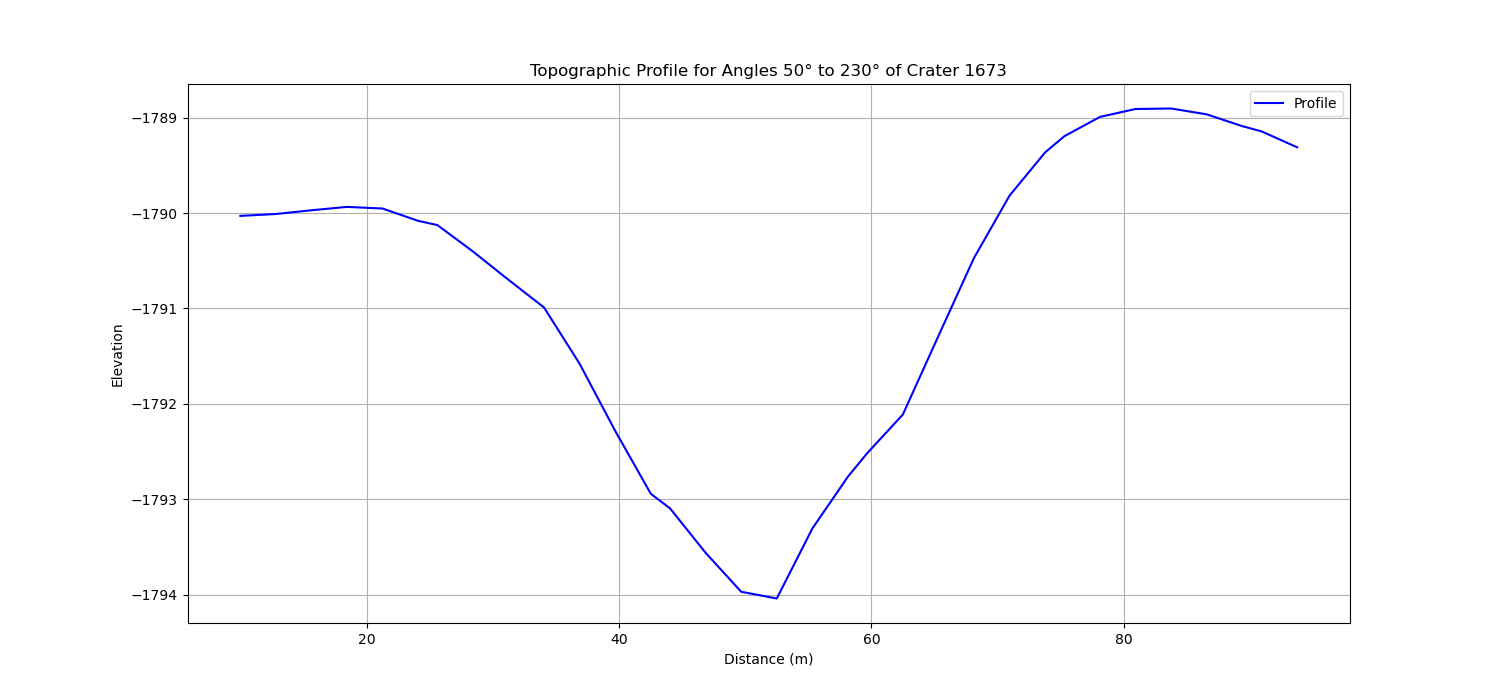 Topographic Profile for Angles 50° to 230° of Crater 1673
Profile
−1789
−1790
−1791
−1792
−1793
−1794
Elevation
20 40 60 80
Distance (m)